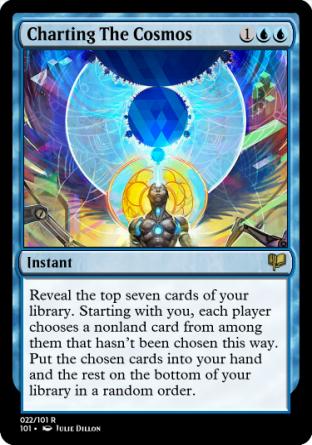 Charting The Cosmos 1
Instant
Reveal the top seven cards of your
library. Starting with you, each player
chooses a nonland card from among
them that hasn't been chosen this way.
Put the chosen cards into your hand
and the rest on the bottom of your
library in a random order.
022/101 R
101 • Julie Dillon